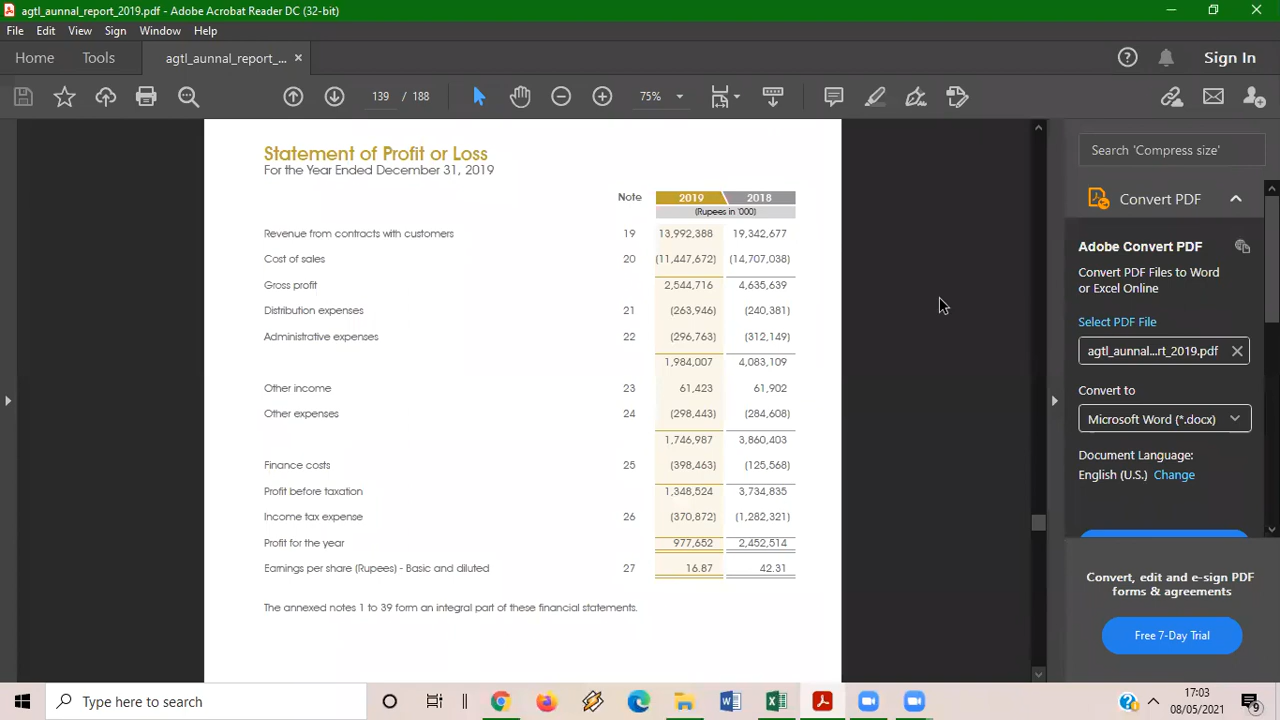 agtl_aunnal_report_2019.pdf - Adobe Acrobat Reader DC (32-bit)
File Edit View Sign Window Help
Home Tools agtl_aunnal_report_... × Sign In
139 / 188 75%
Statement of Profit or Loss
For the Year Ended December 31, 2019
Note 2019 2018
(Rupees in '000)
Revenue from contracts with customers 19 13,992,388 19,342,677
Cost of sales 20 (11,447,672) (14,707,038)
Gross profit 2,544,716 4,635,639
Distribution expenses 21 (263,946) (240,381)
Administrative expenses 22 (296,763) (312,149)
1,984,007 4,083,109
Other income 23 61,423 61,902
Other expenses 24 (298,443) (284,608)
1,746,987 3,860,403
Finance costs 25 (398,463) (125,568)
Profit before taxation 1,348,524 3,734,835
Income tax expense 26 (370,872) (1,282,321)
Profit for the year 977,652 2,452,514
Earnings per share (Rupees) - Basic and diluted 27 16.87 42.31
The annexed notes 1 to 39 form an integral part of these financial statements.
Search 'Compress size'
Convert PDF
Adobe Convert PDF
Convert PDF Files to Word
or Excel Online
Select PDF File
agtl_aunnal...rt_2019.pdf
Convert to
Microsoft Word (*.docx)
Document Language:
English (U.S.) Change
Convert, edit and e-sign PDF
forms & agreements
Free 7-Day Trial
Type here to search
17:03
08/05/2021
9